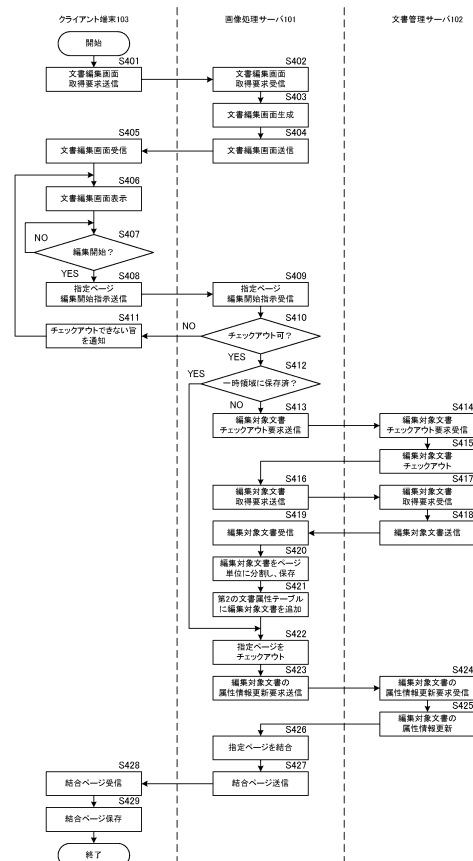 クライアント端末103
画像処理サーバ101
文書管理サーバ102
開始
S401
文書編集画面
取得要求送信
S402
文書編集画面
取得要求受信
S403
文書編集画面生成
S404
文書編集画面送信
S405
文書編集画面受信
S406
文書編集画面表示
S407
編集開始?
NO
YES
S408
指定ページ
編集開始指示送信
S409
指定ページ
編集開始指示受信
S410
チェックアウト可?
NO
YES
S411
チェックアウトできない旨
を通知
S412
一時領域に保存済?
YES
NO
S413
編集対象文書
チェックアウト要求送信
S414
編集対象文書
チェックアウト要求受信
S415
編集対象文書
チェックアウト
S416
編集対象文書
取得要求送信
S417
編集対象文書
取得要求受信
S418
編集対象文書送信
S419
編集対象文書受信
S420
編集対象文書をページ
単位に分割し、保存
S421
第2の文書属性テーブル
に編集対象文書を追加
S422
指定ページを
チェックアウト
S423
編集対象文書の
属性情報更新要求送信
S424
編集対象文書の
属性情報更新要求受信
S425
編集対象文書の
属性情報更新
S426
指定ページを結合
S427
結合ページ送信
S428
結合ページ受信
S429
結合ページ保存
終了